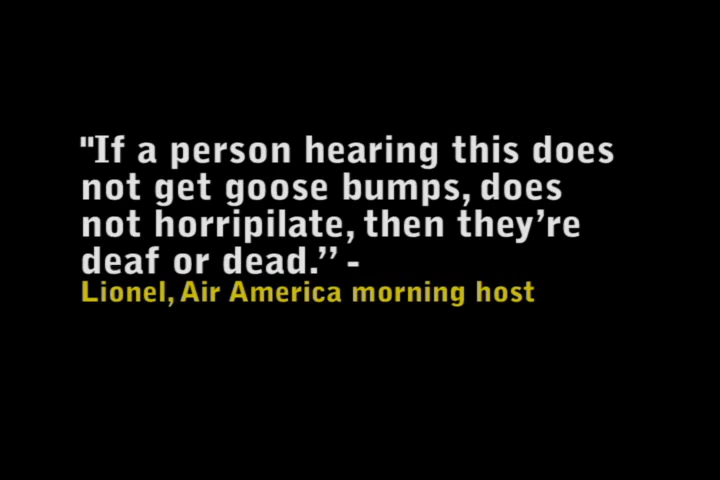 "If a person hearing this does
not get goose bumps, does
not horripilate, then they’re
deaf or dead.’’ -
Lionel, Air America morning host